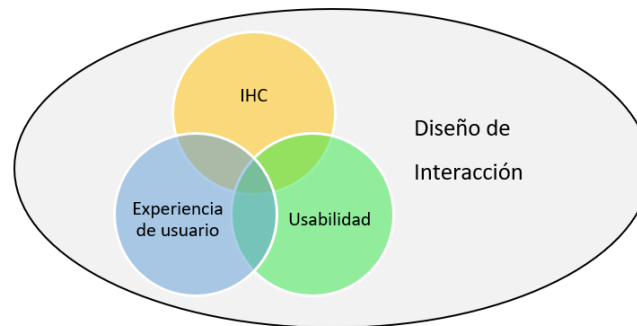 IHC
Diseño de
Interacción
Experiencia
de usuario
Usabilidad